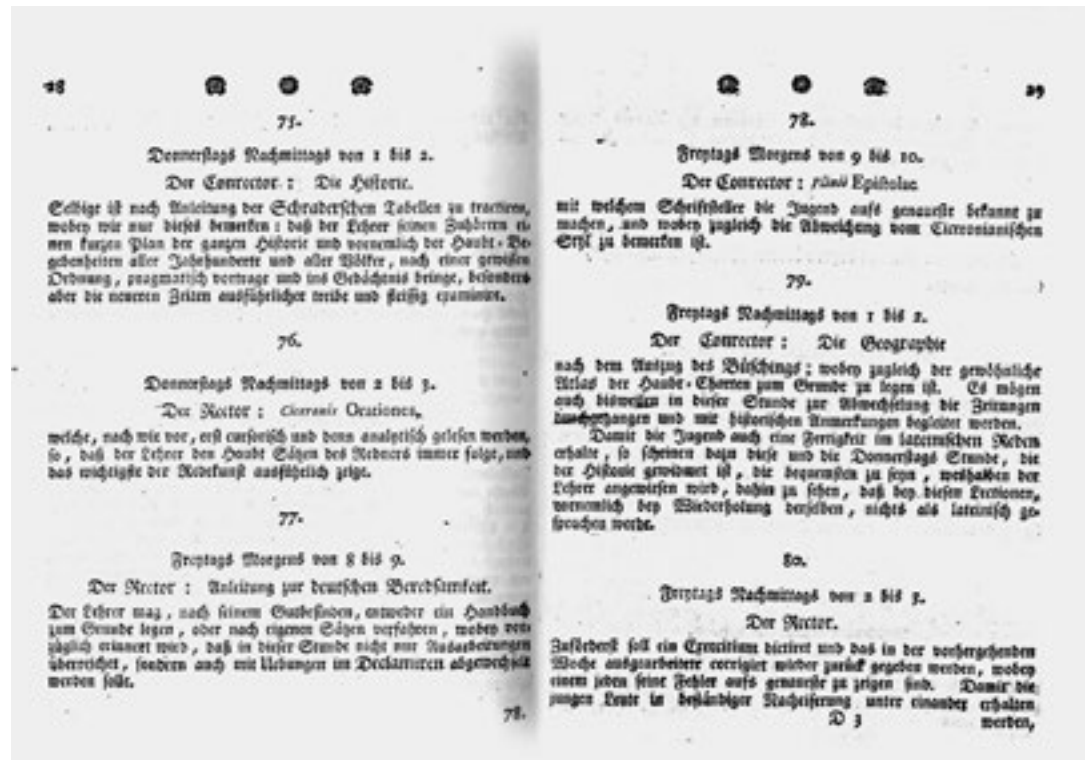 28
75.
Donnerstags Nachmittags von 1 bis 2.
Der Conrector : Die Historie.
Selbige ist nach Anleitung der Schraderschen Tabellen zu tractiren,
wobey wir nur dieses bemerken : daß der Lehrer seinen Zuhörern ei-
nen kurzen Plan der ganzen Historie und vornemlich der Haubt-Be-
gebenheiten aller Jahrhunderte und aller Völker, nach einer gewissen
Ordnung, pragmatisch vortrage und ins Gedächtnis bringe, besonders
aber die neueren Zeiten ausführlicher treibe und fleissig examinire.
76.
Donnerstags Nachmittags von 2 bis 3.
Der Rector : Ciceronis Orationes,
welche, nach wie vor, erst cursorisch und denn analytisch gelesen werden,
so, daß der Lehrer den Haubt Sätzen des Redners immer folgt, und
das wichtigste der Redekunst ausführlich zeige.
77.
Freytags Morgens von 8 bis 9.
Der Rector : Anleitung zur deutschen Beredsamkeit.
Der Lehrer mag, nach seinem Gutbefinden, entweder ein Handbuch
zum Grunde legen, oder nach eigenen Sätzen verfahren, wobey vor-
züglich erinnert wird, daß in dieser Stunde nicht nur Ausarbeitungen
überreichet, sondern auch mit Uebungen im Declamiren abgewechselt
werden solle.
78.
29
78.
Freytags Morgens von 9 bis 10.
Der Conrector : Plinii Epistolae
mit welchem Schriftsteller die Jugend aufs genaueste bekannt zu
machen, und wobey zugleich die Abweichung vom Ciceronianischen
Styl zu bemerken ist.
79.
Freytags Nachmittags von 1 bis 2.
Der Conrector : Die Geographie
nach dem Auszug des Büschings; wobey zugleich der gewöhnliche
Atlas der Haubt-Charten zum Grunde zu legen ist. Es mögen
auch bisweilen in dieser Stunde zur Abwechselung die Zeitungen
durchgegangen und mit historischen Anmerkungen begleitet werden.
Damit die Jugend auch eine Fertigkeit im lateinischen Reden
erhalte, so scheinen dazu diese und die Donnerstags Stunde, die
der Historie gewidmet ist, die bequemsten zu seyn, weshalben der
Lehrer angewiesen wird, dahin zu sehen, daß bey diesen Lectionen,
vornemlich bey Wiederholung derselben, nichts als lateinisch ge-
sprochen werde.
80.
Freytags Nachmittags von 2 bis 3.
Der Rector.
Zuförderst soll ein Exercitium dictiret und das in der vorhergehenden
Woche ausgearbeitete corrigiet wieder zurück gegeben werden, wobey
einem jeden seine Fehler aufs genaueste zu zeigen sind. Damit die
jungen Leute in beständiger Nacheiferung unter einander erhalten
D 3 werden,